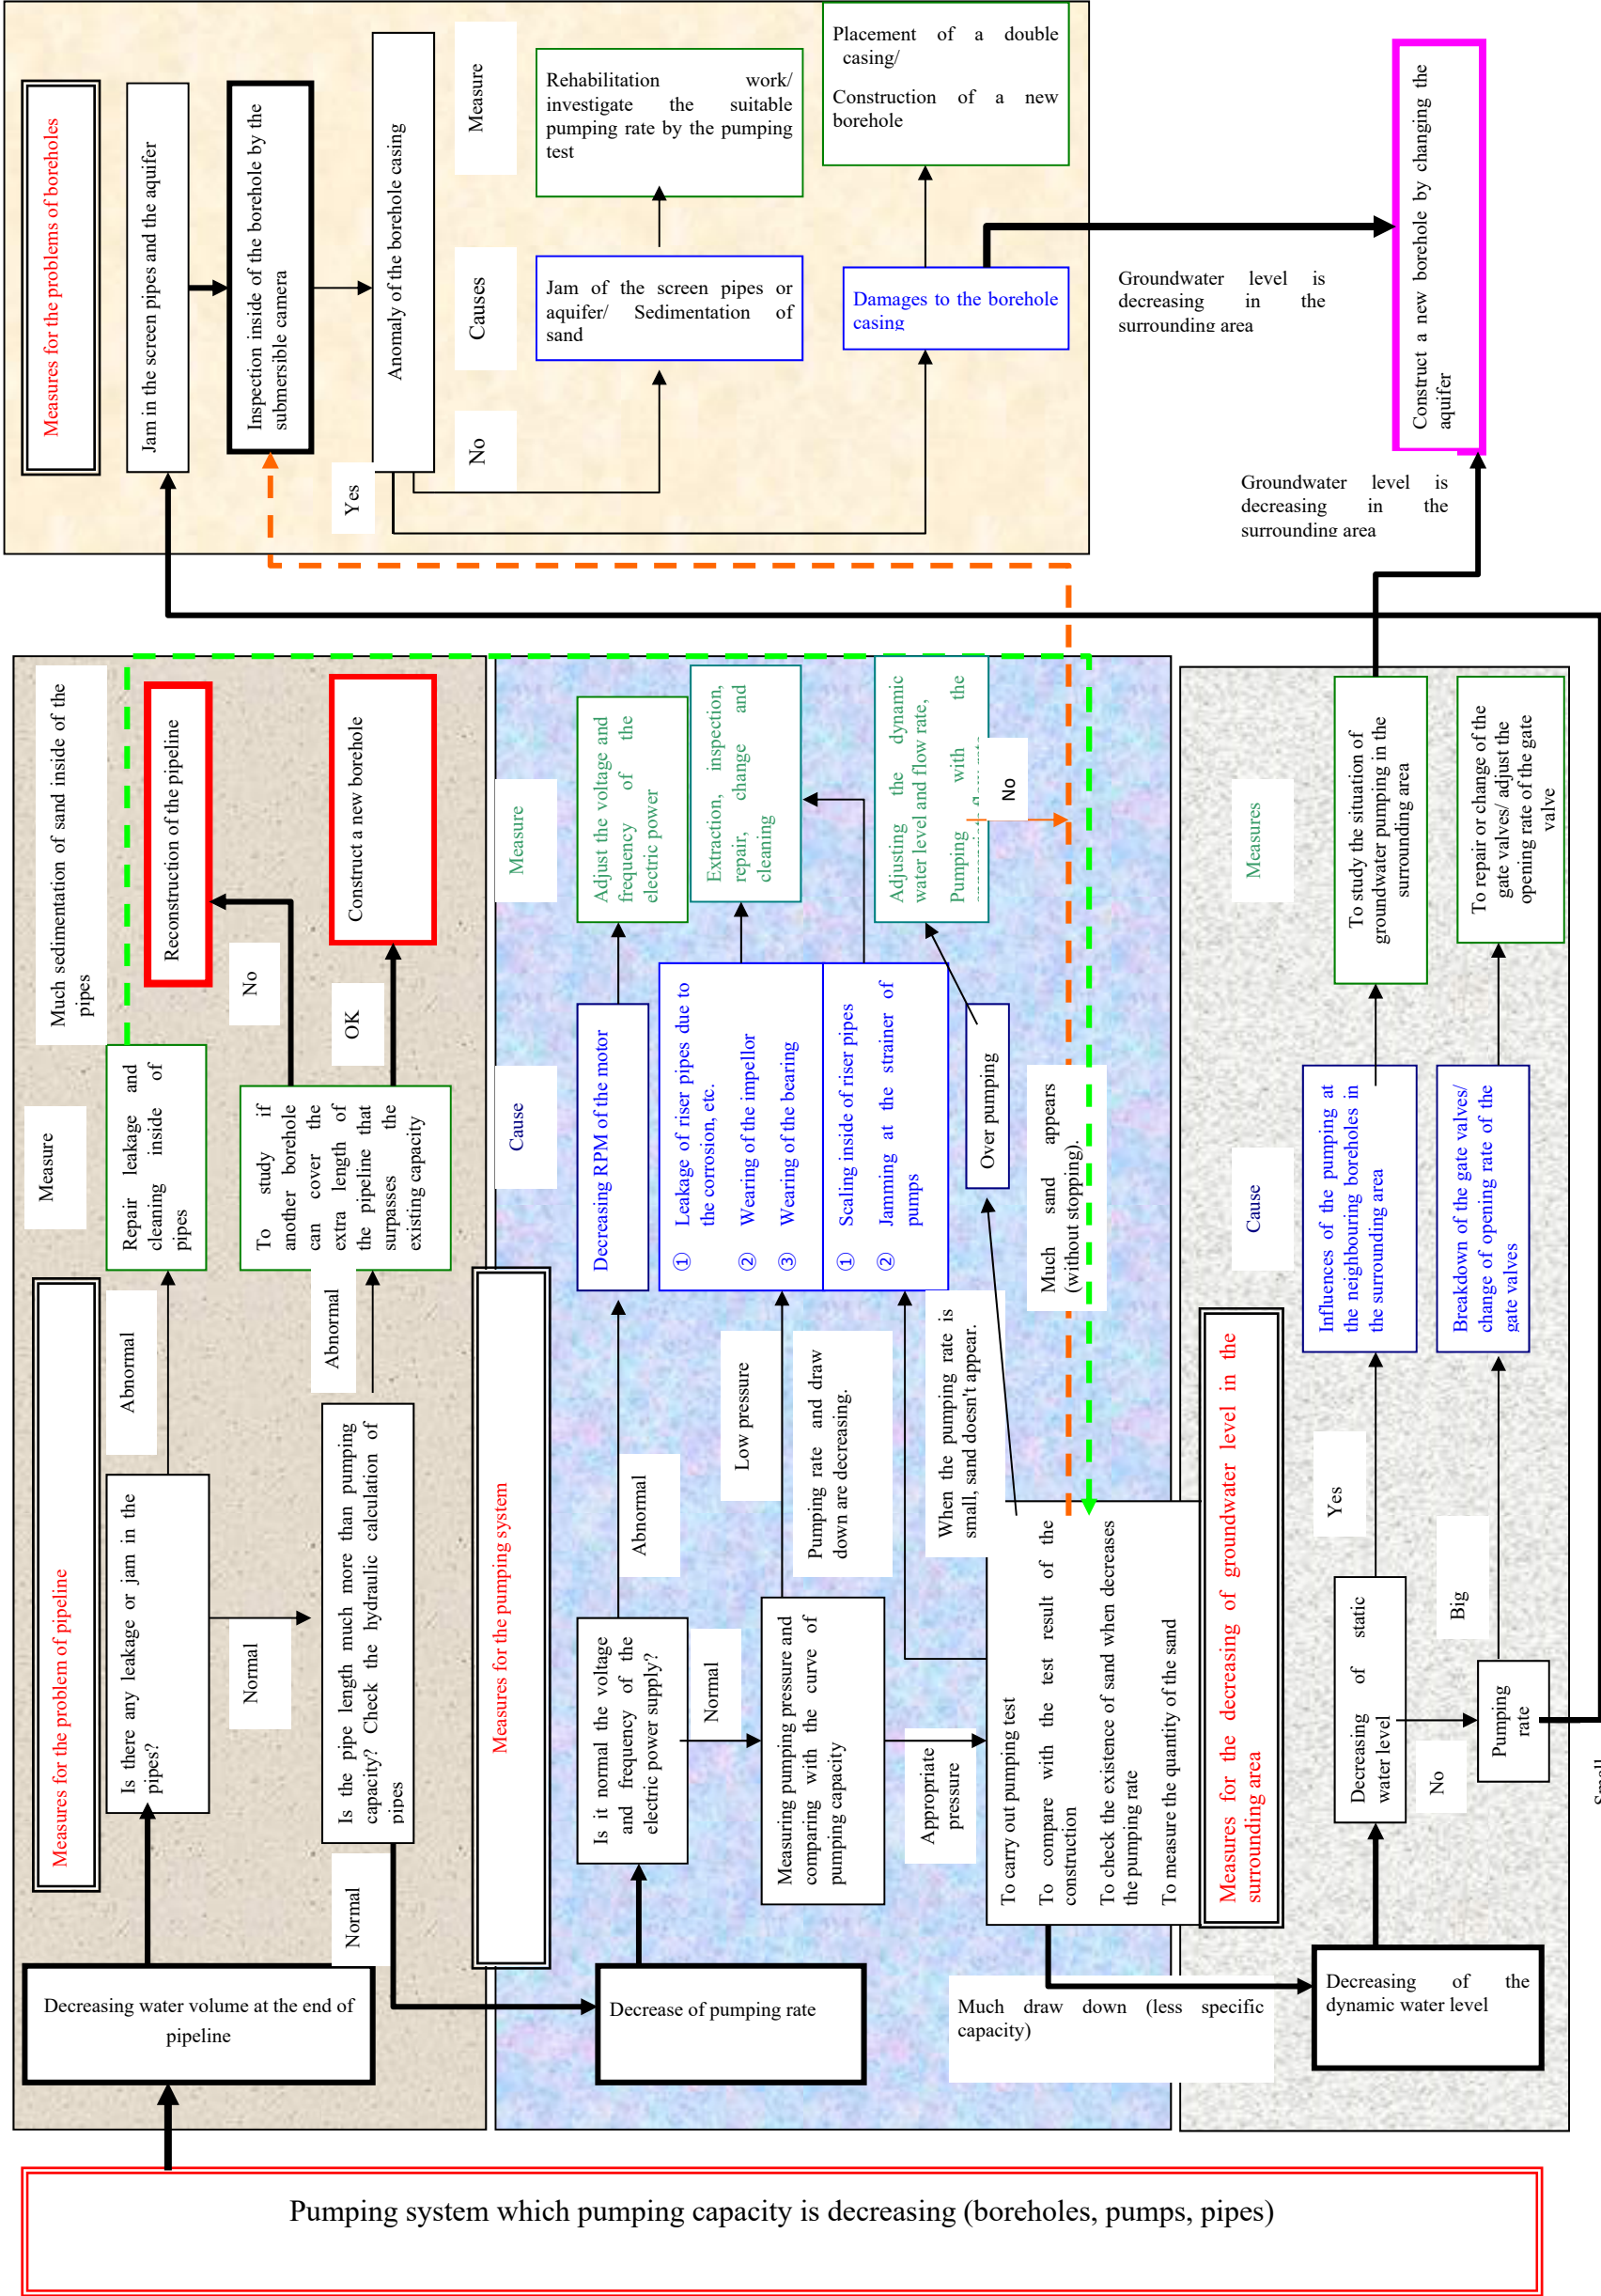 Measures for the problems of boreholes
Jam in the screen pipes and the aquifer
Inspection inside of the borehole by the
submersible camera
Anomaly of the borehole casing
Yes
No
Causes
Measure
Jam of the screen pipes or
aquifer/ Sedimentation of
sand
Rehabilitation work/
investigate the suitable
pumping rate by the pumping
test
Damages to the borehole
casing
Placement of a double
casing/
Construction of a new
borehole
Groundwater level is
decreasing in the
surrounding area
Groundwater level is
decreasing in the
surrounding area
Construct a new borehole by changing the
aquifer
Measures for the problem of pipeline
Measure
Much sedimentation of sand inside of the
pipes
Decreasing water volume at the end of
pipeline
Is there any leakage or jam in the
pipes?
Abnormal
Repair leakage and
cleaning inside of
pipes
Reconstruction of the pipeline
Normal
Is the pipe length much more than pumping
capacity? Check the hydraulic calculation of
pipes
Abnormal
To study if
another borehole
can cover the
extra length of
the pipeline that
surpasses the
existing capacity
No
OK
Construct a new borehole
Normal
Measures for the pumping system
Cause
Measure
Decrease of pumping rate
Is it normal the voltage
and frequency of the
electric power supply?
Abnormal
Decreasing RPM of the motor
Adjust the voltage and
frequency of the
electric power
Normal
Measuring pumping pressure and
comparing with the curve of
pumping capacity
Low pressure
① Leakage of riser pipes due to
the corrosion, etc.
② Wearing of the impellor
③ Wearing of the bearing
Extraction, inspection,
repair, change and
cleaning
Pumping rate and draw
down are decreasing.
① Scaling inside of riser pipes
② Jamming at the strainer of
pumps
Appropriate
pressure
When the pumping rate is
small, sand doesn't appear.
Over pumping
Adjusting the dynamic
water level and flow rate,
Pumping with the
No
Much sand appears
(without stopping).
To carry out pumping test
To compare with the test result of the
construction
To check the existence of sand when decreases
the pumping rate
To measure the quantity of the sand
Much draw down (less specific
capacity)
Measures for the decreasing of groundwater level in the
surrounding area
Cause
Measures
Decreasing of the
dynamic water level
Decreasing of static
water level
Yes
Influences of the pumping at
the neighbouring boreholes in
the surrounding area
To study the situation of
groundwater pumping in the
surrounding area
No
Pumping
rate
Big
Breakdown of the gate valves/
change of opening rate of the
gate valves
To repair or change of the
gate valves/ adjust the
opening rate of the gate
valve
Pumping system which pumping capacity is decreasing (boreholes, pumps, pipes)